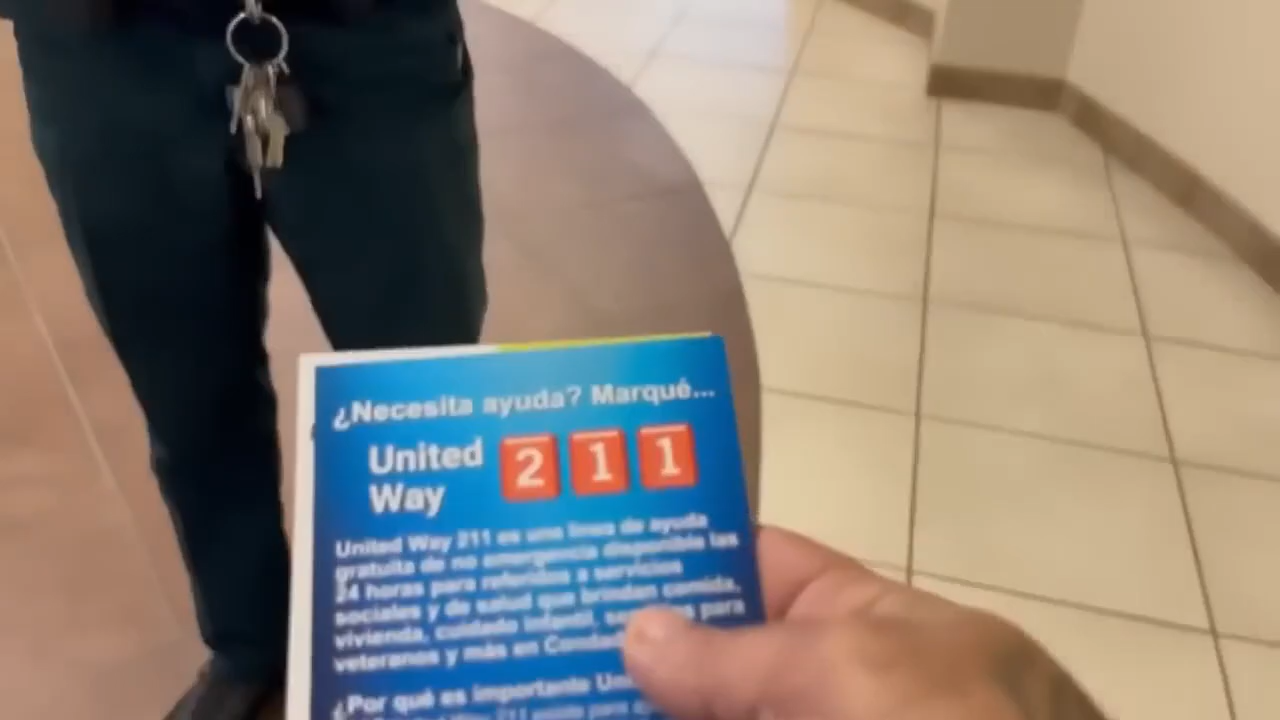 ¿Necesita ayuda? Marqué...
United 2 1 1
Way
United Way 211 es una línea de ayuda
gratuita de no emergencia disponible las
24 horas para referidos a servicios
sociales y de salud que brindan comida,
vivienda, cuidado infantil, para
veteranos y más en
¿Por qué es importante